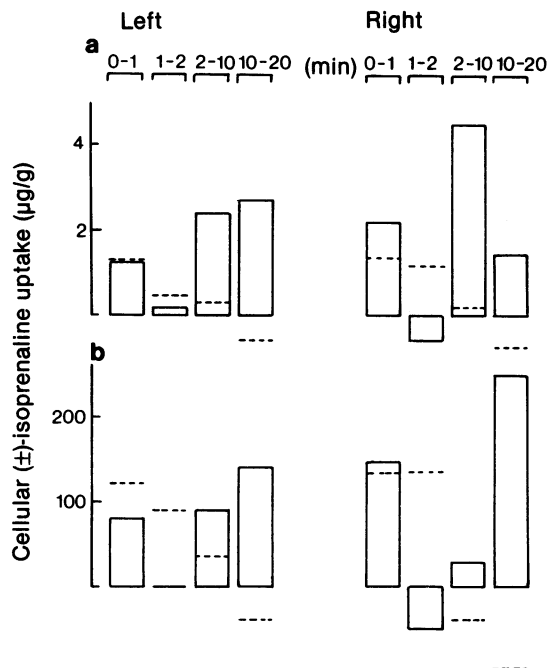 Left Right
a
0-1 1-2 2-10 10-20 (min) 0-1 1-2 2-10 10-20
4
2
b
200
100
Cellular (±)-isoprenaline uptake (µg/g)